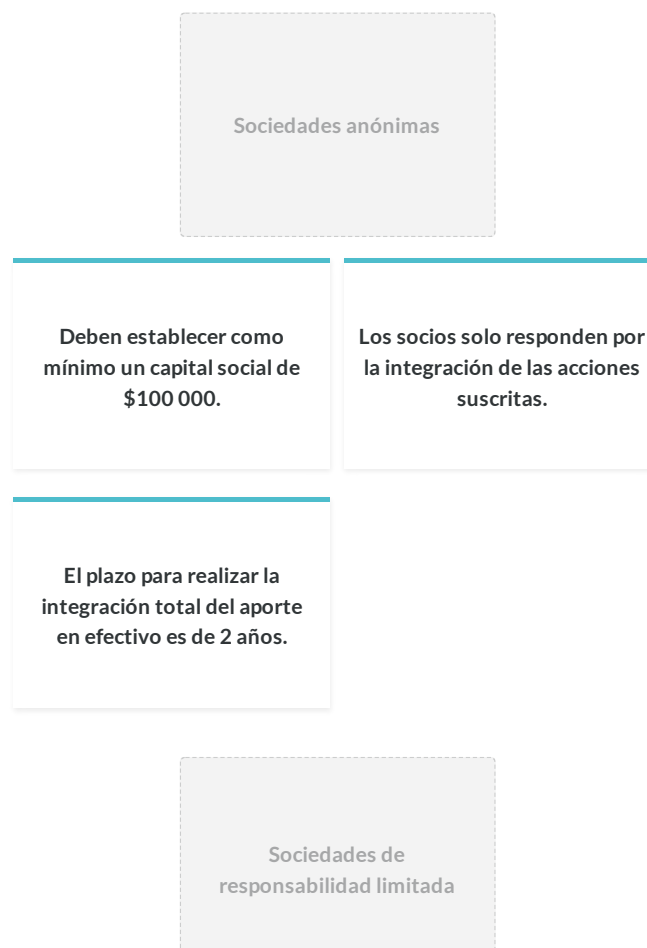 Sociedades anónimas
Deben establecer como
mínimo un capital social de
$100 000.
Los socios solo responden por
la integración de las acciones
suscritas.
El plazo para realizar la
integración total del aporte
en efectivo es de 2 años.
Sociedades de
responsabilidad limitada